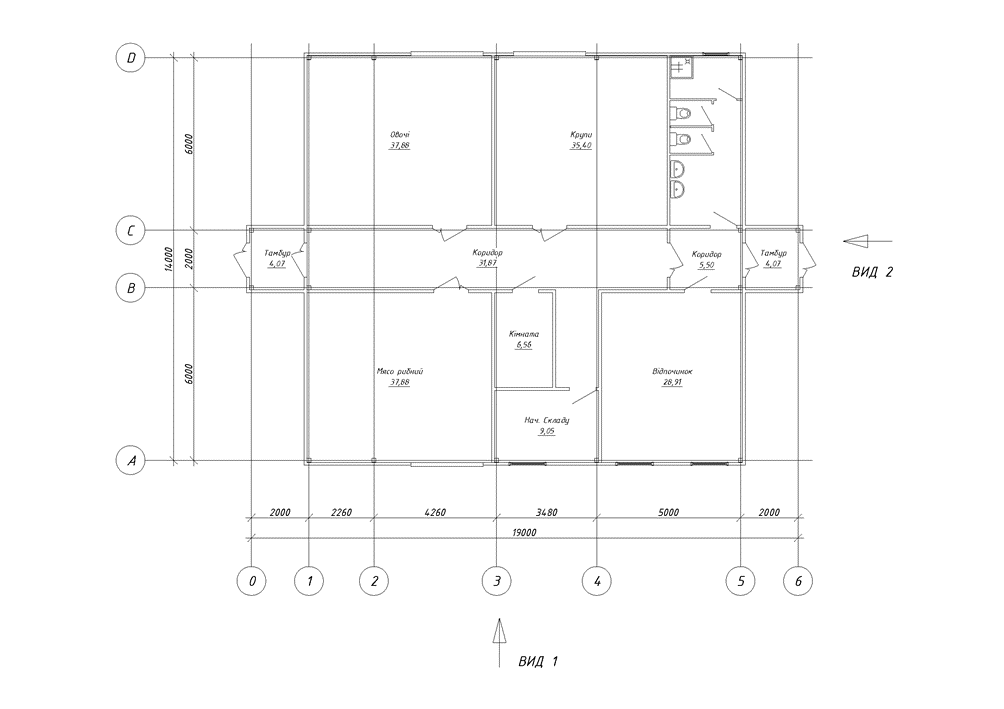 D
6000
Овочі
37,88
Крупи
35,40
C
14000
2000
Тамбур
4,07
Коридор
31,87
Коридор
5,50
Тамбур
4,07
ВИД 2
B
6000
Кімната
6,56
Мясо рибний
37,88
Відпочинок
28,91
Нач. Складу
9,05
A
2000
2260
4260
3480
5000
2000
19000
0
1
2
3
4
5
6
ВИД 1